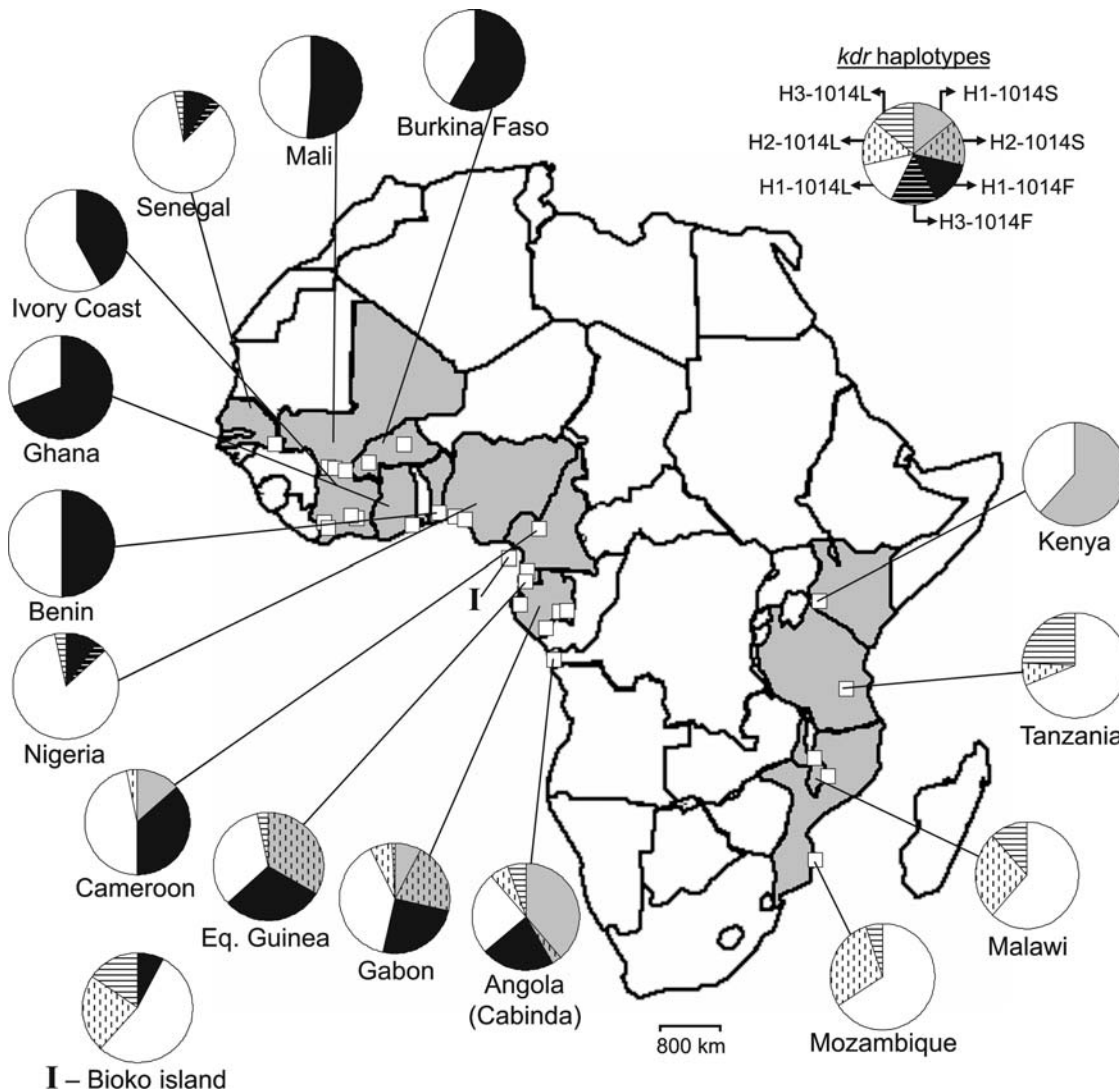 kdr haplotypes
H3-1014L
H1-1014S
H2-1014L
H2-1014S
H1-1014L
H1-1014F
H3-1014F
Burkina Faso
Mali
Senegal
Ivory Coast
Ghana
Benin
Nigeria
Cameroon
Eq. Guinea
Gabon
Angola
(Cabinda)
I
Kenya
Tanzania
Malawi
Mozambique
800 km
I – Bioko island